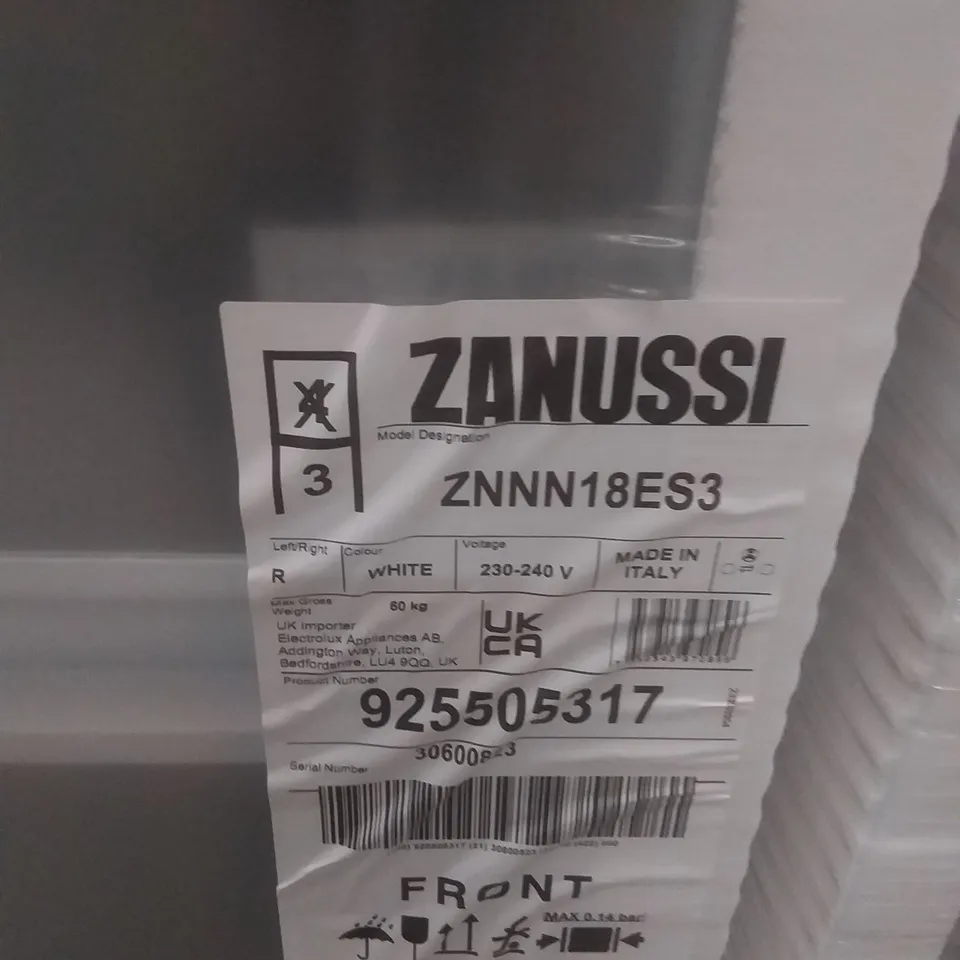 4
3
ZANUSSI
Model Designation
ZNNN18ES3
Left/Right
R
Colour
WHITE
Voltage
230-240 V
MADE IN
ITALY
Max Gross
Weight
60 kg
UK Importer
Electrolux Appliances AB,
Addington Way, Luton,
Bedfordshire, LU4 9QQ, UK
UK
CA
Product Number
925505317
30600823
Serial Number
FRONT
MAX 0.14 bar